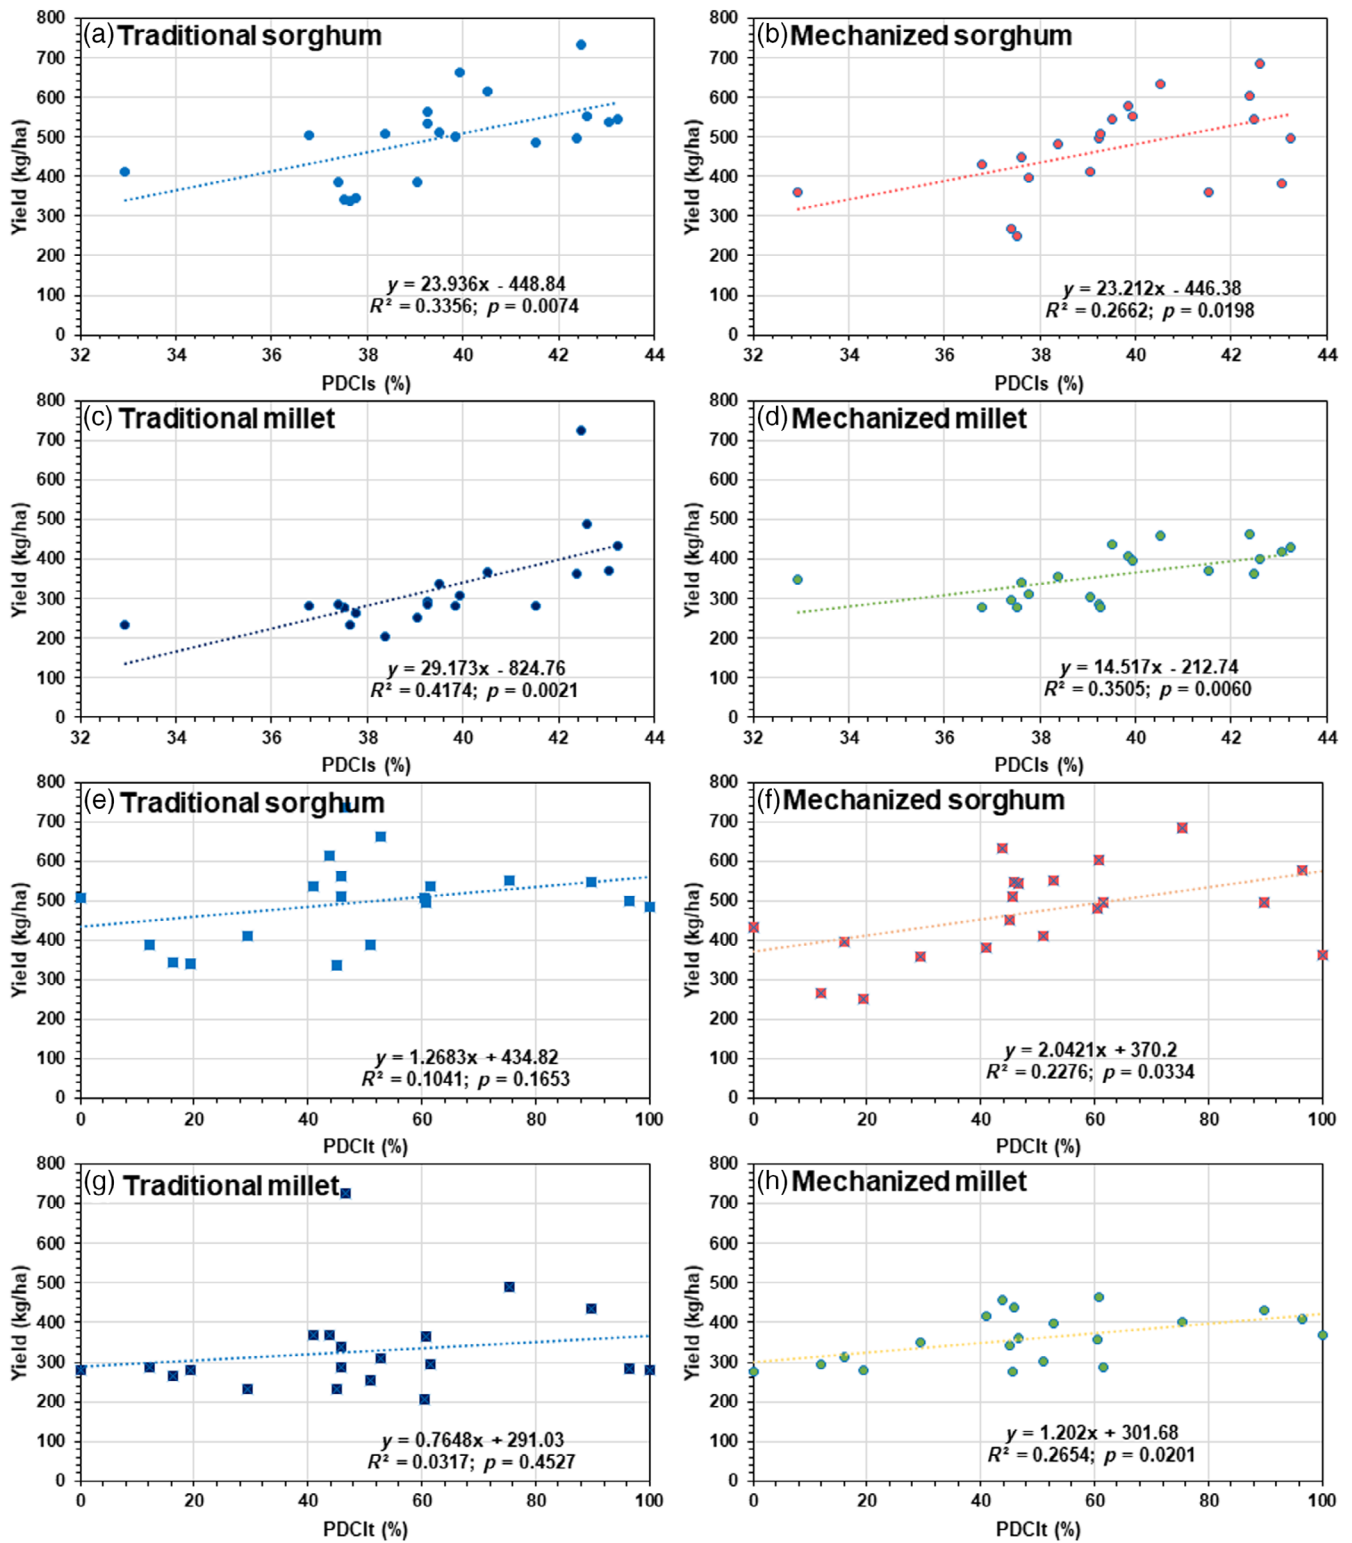 (a) Traditional sorghum
800
700
600
500
400
300
200
100
0
Yield (kg/ha)
y = 23.936x - 448.84
R² = 0.3356; p = 0.0074
32 34 36 38 40 42 44
PDCIs (%)
(b) Mechanized sorghum
800
700
600
500
400
300
200
100
0
Yield (kg/ha)
y = 23.212x - 446.38
R² = 0.2662; p = 0.0198
32 34 36 38 40 42 44
PDCIs (%)
(c) Traditional millet
800
700
600
500
400
300
200
100
0
Yield (kg/ha)
y = 29.173x - 824.76
R² = 0.4174; p = 0.0021
32 34 36 38 40 42 44
PDCIs (%)
(d) Mechanized millet
800
700
600
500
400
300
200
100
0
Yield (kg/ha)
y = 14.517x - 212.74
R² = 0.3505; p = 0.0060
32 34 36 38 40 42 44
PDCIs (%)
(e) Traditional sorghum
800
700
600
500
400
300
200
100
0
Yield (kg/ha)
y = 1.2683x + 434.82
R² = 0.1041; p = 0.1653
0 20 40 60 80 100
PDCIt (%)
(f) Mechanized sorghum
800
700
600
500
400
300
200
100
0
Yield (kg/ha)
y = 2.0421x + 370.2
R² = 0.2276; p = 0.0334
0 20 40 60 80 100
PDCIt (%)
(g) Traditional millet
800
700
600
500
400
300
200
100
0
Yield (kg/ha)
y = 0.7648x + 291.03
R² = 0.0317; p = 0.4527
0 20 40 60 80 100
PDCIt (%)
(h) Mechanized millet
800
700
600
500
400
300
200
100
0
Yield (kg/ha)
y = 1.202x + 301.68
R² = 0.2654; p = 0.0201
0 20 40 60 80 100
PDCIt (%)